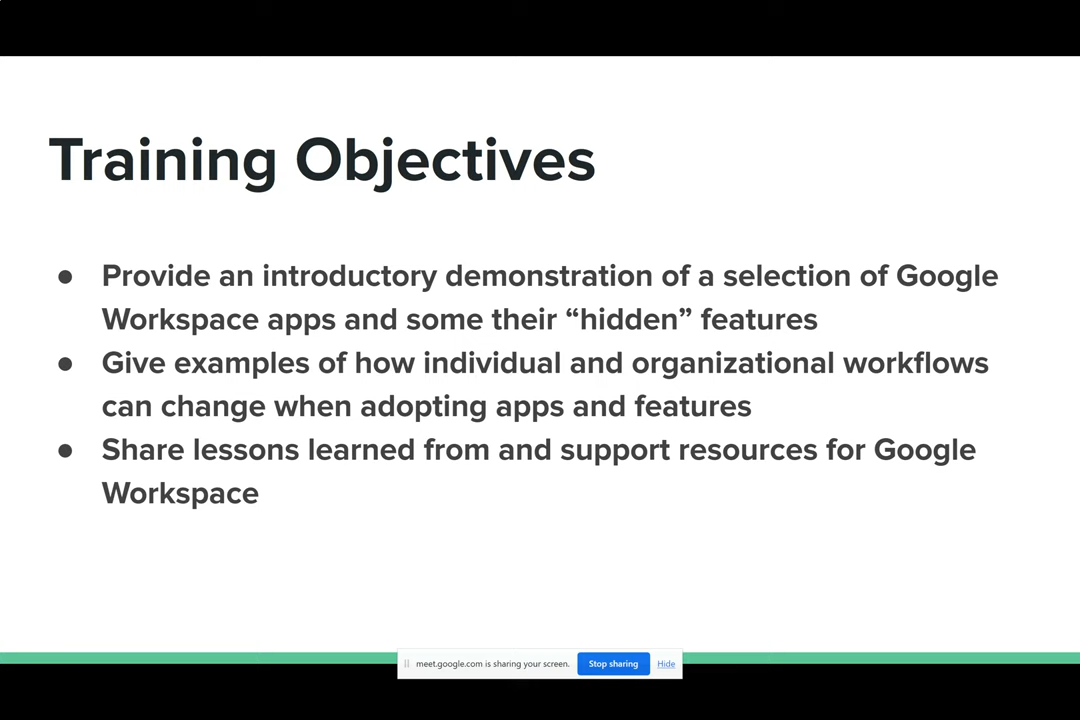 Training Objectives
● Provide an introductory demonstration of a selection of Google
Workspace apps and some their “hidden” features
● Give examples of how individual and organizational workflows
can change when adopting apps and features
● Share lessons learned from and support resources for Google
Workspace
meet.google.com is sharing your screen. Stop sharing Hide